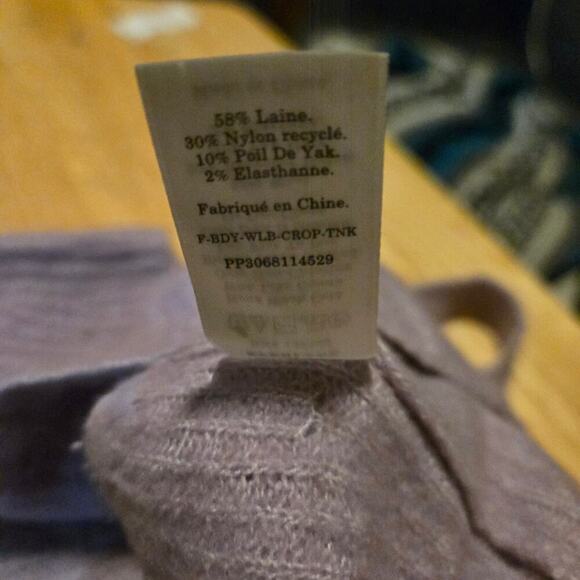 58% Laine.
30% Nylon recyclé.
10% Poil De Yak.
2% Elasthanne.
Fabriqué en Chine.
F-BDY-WLB-CROP-TNK
PP3068114529